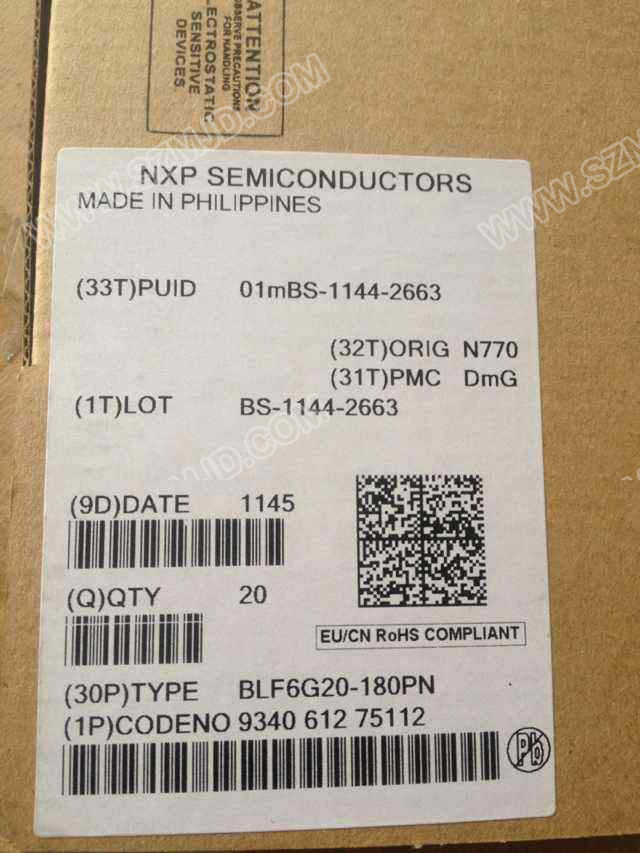 ATTENTION
OBSERVE PRECAUTIONS
FOR HANDLING
ELECTROSTATIC
SENSITIVE
DEVICES
NXP SEMICONDUCTORS
MADE IN PHILIPPINES
(33T)PUID 01mBS-1144-2663
(32T)ORIG N770
(31T)PMC DmG
(1T)LOT BS-1144-2663
(9D)DATE 1145
(Q)QTY 20
EU/CN RoHS COMPLIANT
(30P)TYPE BLF6G20-180PN
(1P)CODENO 9340 612 75112
Pb